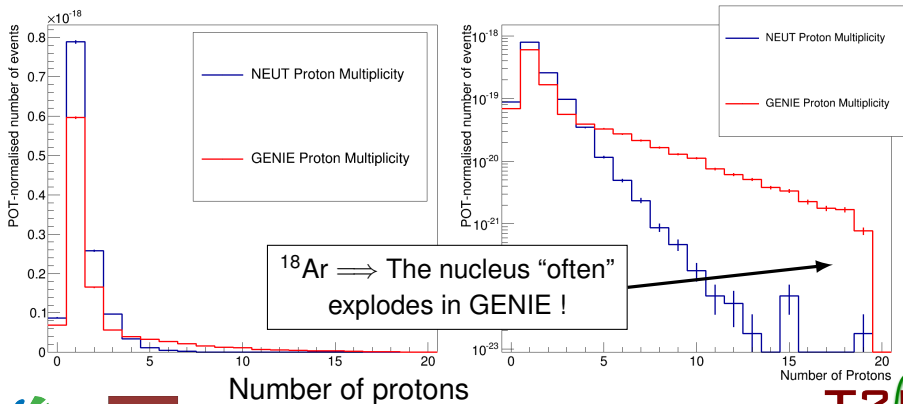 ×10⁻¹⁸
POT-normalised number of events
0.8
0.7
0.6
0.5
0.4
0.3
0.2
0.1
0
NEUT Proton Multiplicity
GENIE Proton Multiplicity
0 5 10 15 20
Number of protons
POT-normalised number of events
10⁻¹⁸
10⁻¹⁹
10⁻²⁰
10⁻²¹
10⁻²³
NEUT Proton Multiplicity
GENIE Proton Multiplicity
0 5 10 15 20
Number of Protons
¹⁸Ar ⟹ The nucleus “often”
explodes in GENIE !